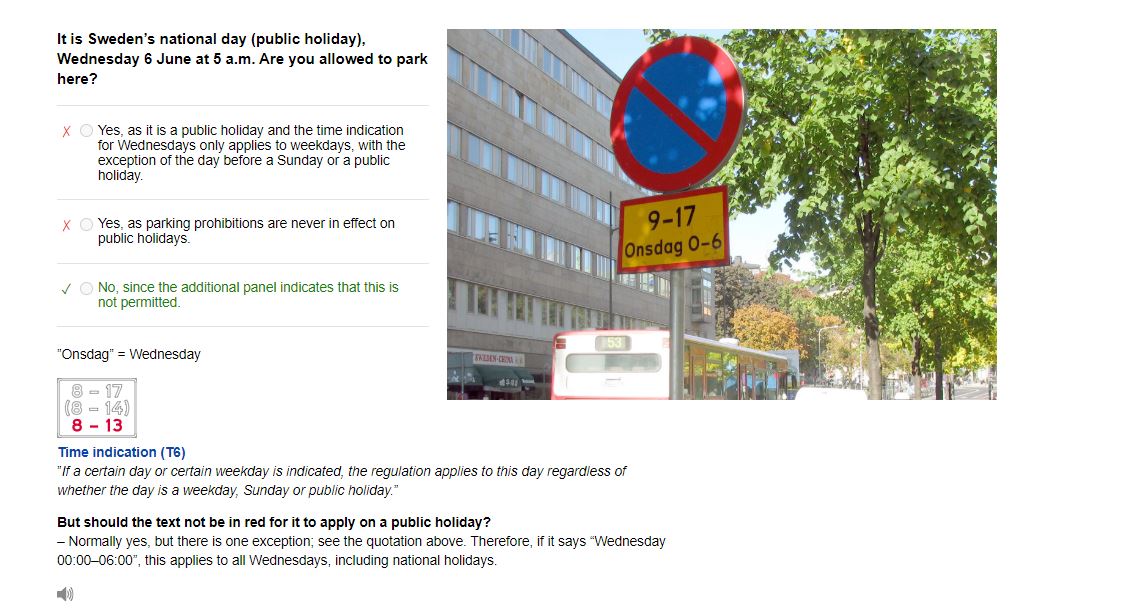 It is Sweden’s national day (public holiday),
Wednesday 6 June at 5 a.m. Are you allowed to park
here?
Yes, as it is a public holiday and the time indication
for Wednesdays only applies to weekdays, with the
exception of the day before a Sunday or a public
holiday.
Yes, as parking prohibitions are never in effect on
public holidays.
No, since the additional panel indicates that this is
not permitted.
9-17
Onsdag 0-6
53
SWEDEN-CHINA
”Onsdag” = Wednesday
8 – 17
(8 – 14)
8 – 13
Time indication (T6)
”If a certain day or certain weekday is indicated, the regulation applies to this day regardless of
whether the day is a weekday, Sunday or public holiday.”
But should the text not be in red for it to apply on a public holiday?
– Normally yes, but there is one exception; see the quotation above. Therefore, if it says “Wednesday
00:00–06:00”, this applies to all Wednesdays, including national holidays.